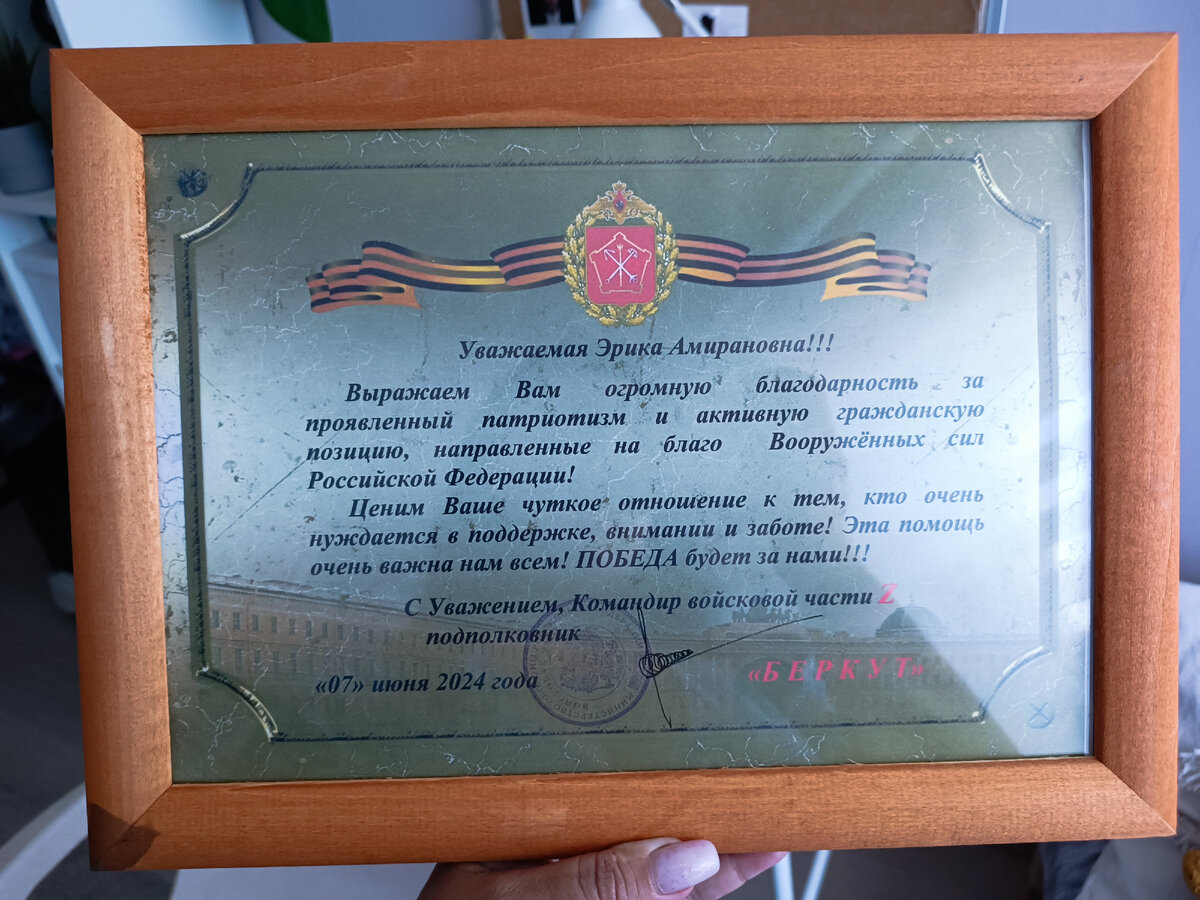 Уважаемая Эрика Амирановна!!!
Выражаем Вам огромную благодарность за
проявленный патриотизм и активную гражданскую
позицию, направленные на благо Вооружённых сил
Российской Федерации!
Ценим Ваше чуткое отношение к тем, кто очень
нуждается в поддержке, внимании и заботе! Эта помощь
очень важна нам всем! ПОБЕДА будет за нами!!!
С Уважением, Командир войсковой части Z
подполковник
«07» июня 2024 года
«БЕРКУТ»